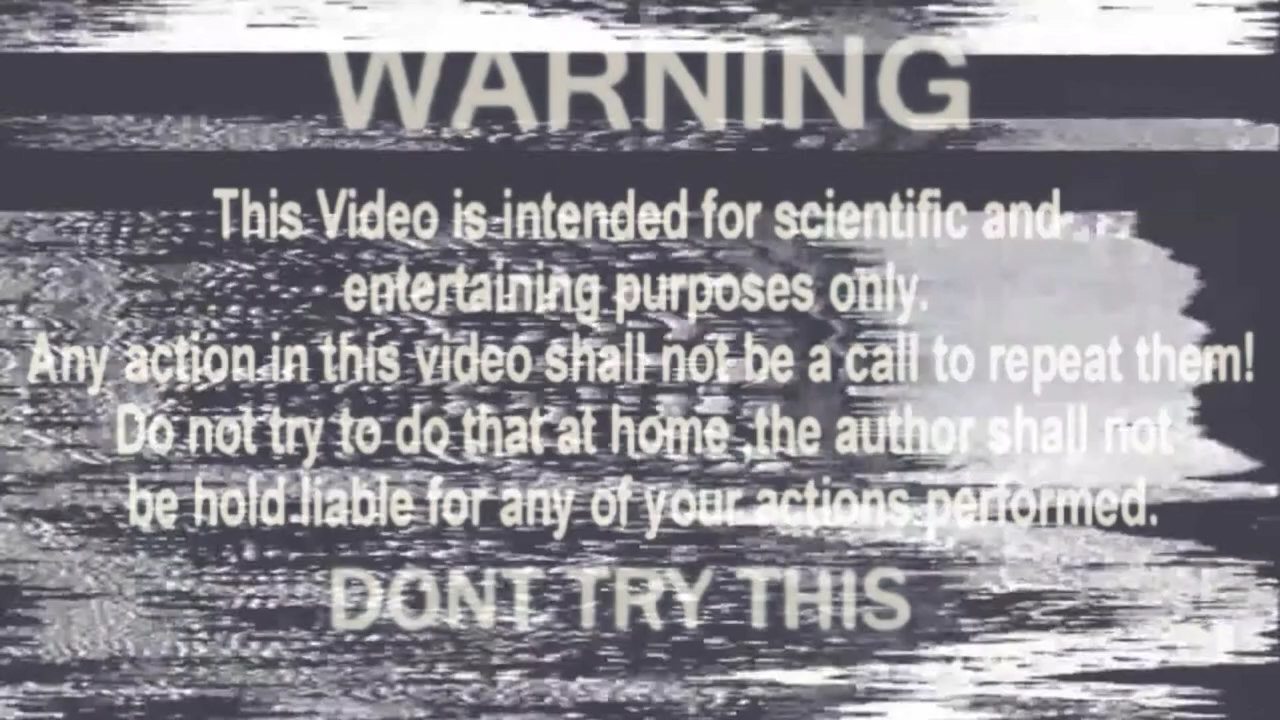 WARNING
This Video is intended for scientific and
entertaining purposes only.
Any action in this video shall not be a call to repeat them!
Do not try to do that at home ,the author shall not
be hold liable for any of your actions performed.
DONT TRY THIS